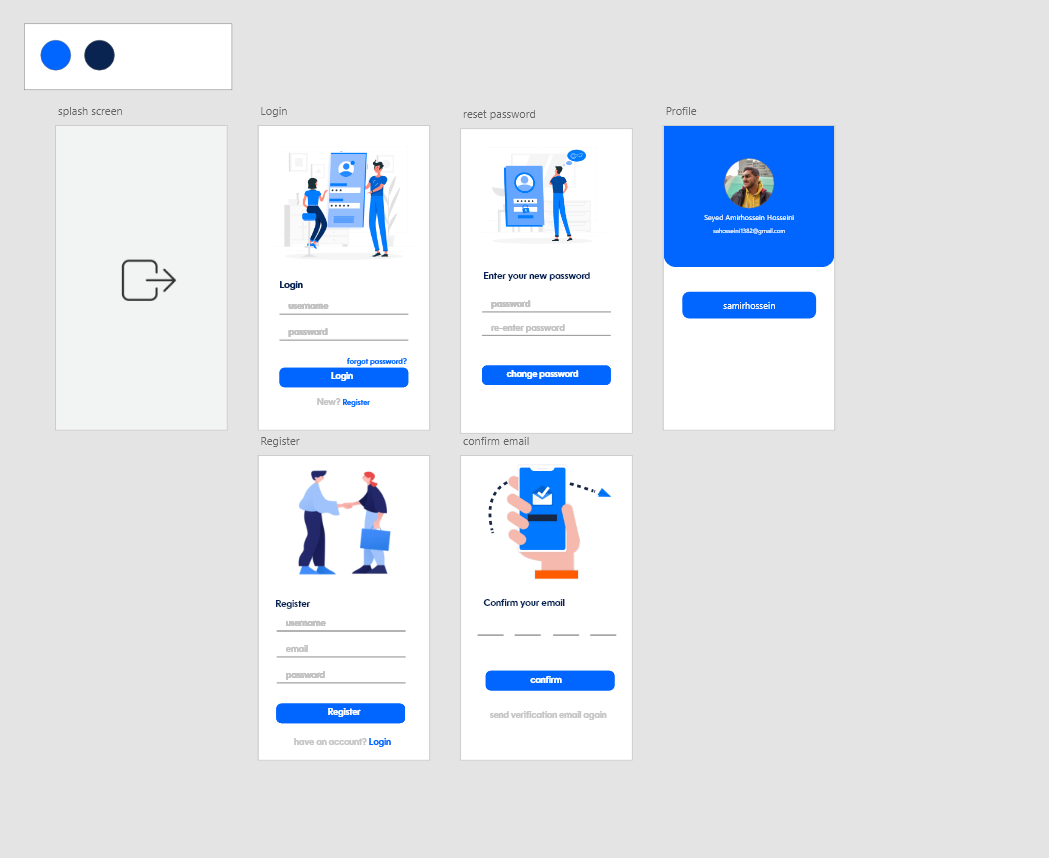 splash screen
Login
Login
username
password
forgot password?
Login
New? Register
reset password
Enter your new password
password
re-enter password
change password
Profile
Seyed Amirhossein Hosseini
sahosseini1382@gmail.com
samirhossein
Register
Register
username
email
password
Register
have an account? Login
confirm email
Confirm your email
confirm
send verification email again